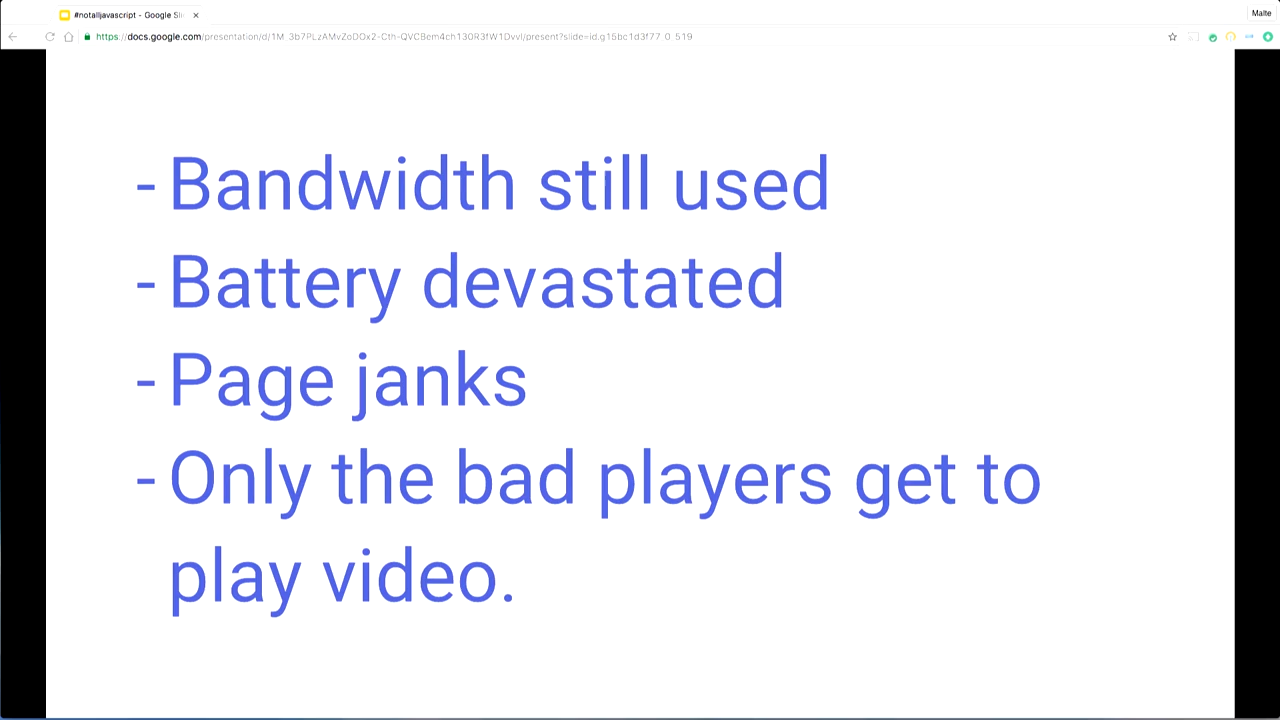 #notalljavascript - Google Sli
Malte
https://docs.google.com/presentation/d/1M_3b7PLzAMvZoDOx2-Cth-QVCBem4ch130R3fW1Dvvl/present?slide=id.g15bc1d3f77_0_519
- Bandwidth still used
- Battery devastated
- Page janks
- Only the bad players get to
play video.